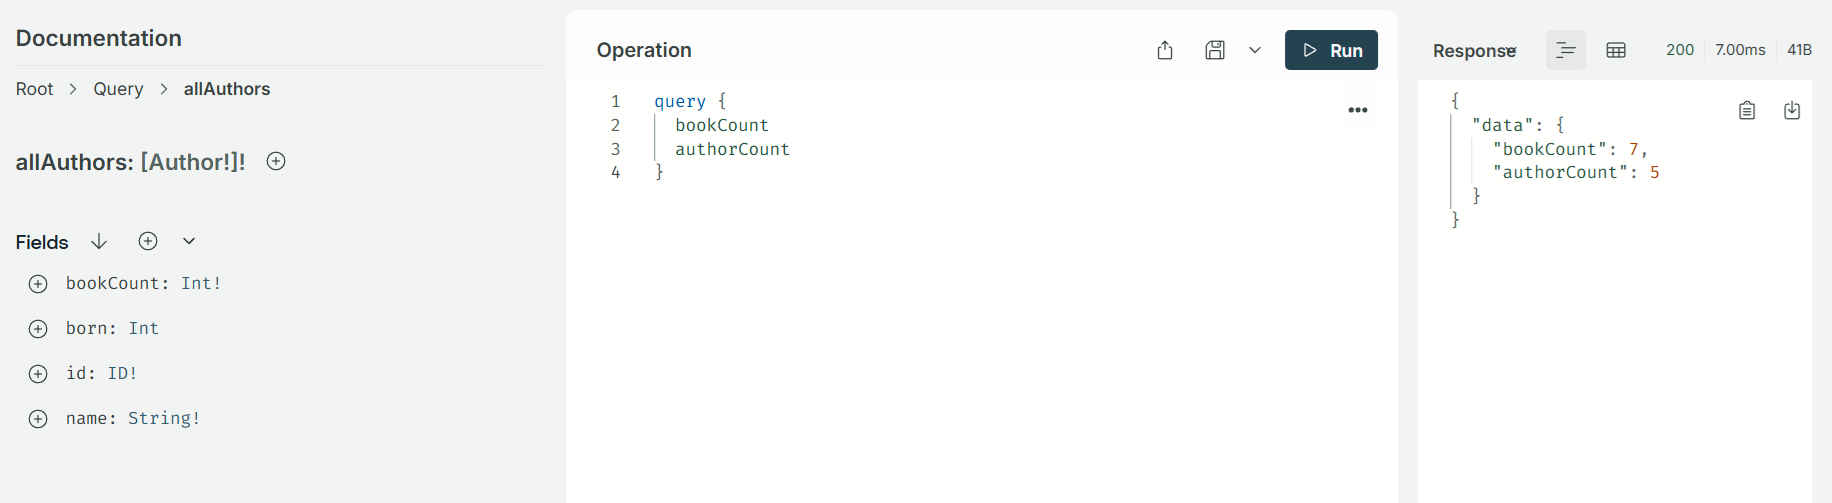 Documentation
Root > Query > allAuthors
allAuthors: [Author!]!
Fields
bookCount: Int!
born: Int
id: ID!
name: String!
Operation
Run
1 query {
2 bookCount
3 authorCount
4 }
Response
200 7.00ms 41B
{
"data": {
"bookCount": 7,
"authorCount": 5
}
}